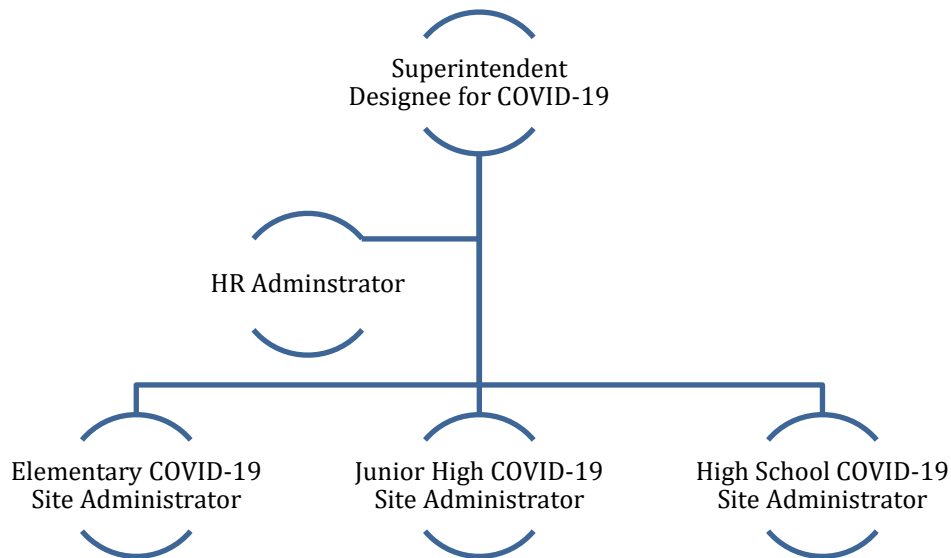 Superintendent
Designee for COVID-19
HR Adminstrator
Elementary COVID-19
Site Administrator
Junior High COVID-19
Site Administrator
High School COVID-19
Site Administrator